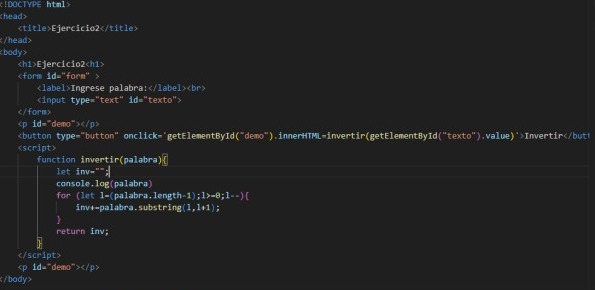 <!DOCTYPE html>
<head>
<title>Ejercicio2</title>
</head>
<body>
<h1>Ejercicio2<h1>
<form id="form" >
<label>Ingrese palabra:</label><br>
<input type="text" id="texto">
</form>
<p id="demo"></p>
<button type="button" onclick='getElementById("demo").innerHTML=invertir(getElementById("texto").value)'>Invertir</butt
<script>
function invertir(palabra){
let inv="";
console.log(palabra)
for (let l=(palabra.length-1);l>=0;l--){
inv+=palabra.substring(l,l+1);
}
return inv;
}
</script>
<p id="demo"></p>
</body>